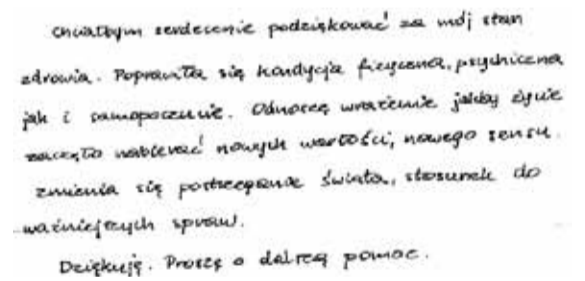 Chciałbym serdecznie podziękować za mój stan
zdrowia. Poprawiła się kondycja fizyczna, psychiczna
jak i samopoczucie. Odnoszę wrażenie jakby życie
zaczęło nabierać nowych wartości, nowego sensu.
Zmienia się postrzeganie świata, stosunek do
ważniejszych spraw.
Dziękuję. Proszę o dalszą pomoc.